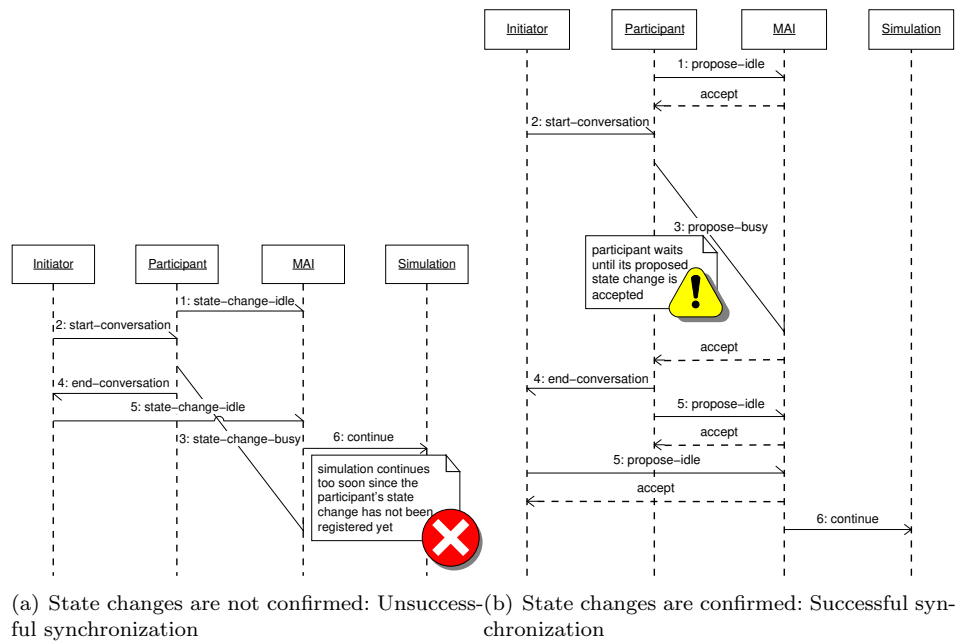 Initiator
Participant
MAI
Simulation
1: state−change−idle
2: start−conversation
4: end−conversation
5: state−change−idle
3: state−change−busy
6: continue
simulation continues
too soon since the
participant's state
change has not been
registered yet
(a) State changes are not confirmed: Unsuccess-
ful synchronization
Initiator
Participant
MAI
Simulation
1: propose−idle
accept
2: start−conversation
3: propose−busy
participant waits
until its proposed
state change is
accepted
!
accept
4: end−conversation
5: propose−idle
accept
5: propose−idle
accept
6: continue
(b) State changes are confirmed: Successful syn-
chronization